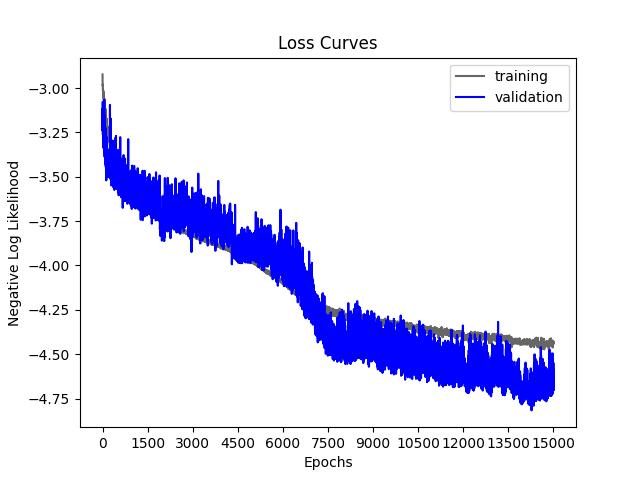 Loss Curves
training
validation
Negative Log Likelihood
−3.00
−3.25
−3.50
−3.75
−4.00
−4.25
−4.50
−4.75
0 1500 3000 4500 6000 7500 9000 10500 12000 13500 15000
Epochs